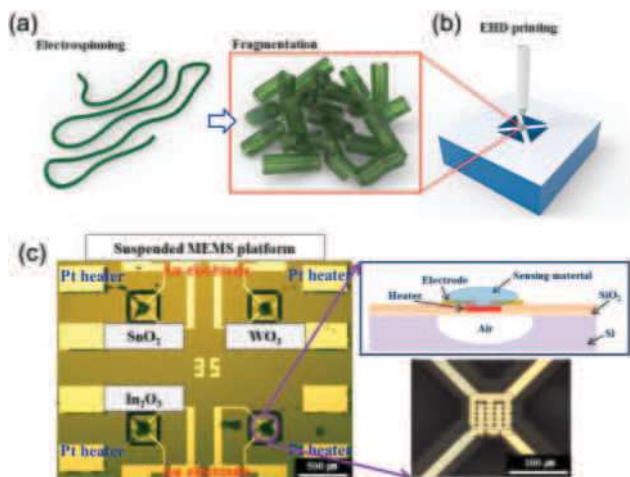 (a)
Electrospinning
Fragmentation
(b)
EHD printing
(c)
Suspended MEMS platform
Pt heater
Pt heater
SnO₂
WO₃
35
In₂O₃
Pt heater
Pt heater
500 μm
Electrode
Sensing material
Heater
SiO₂
Air
Si
100 μm